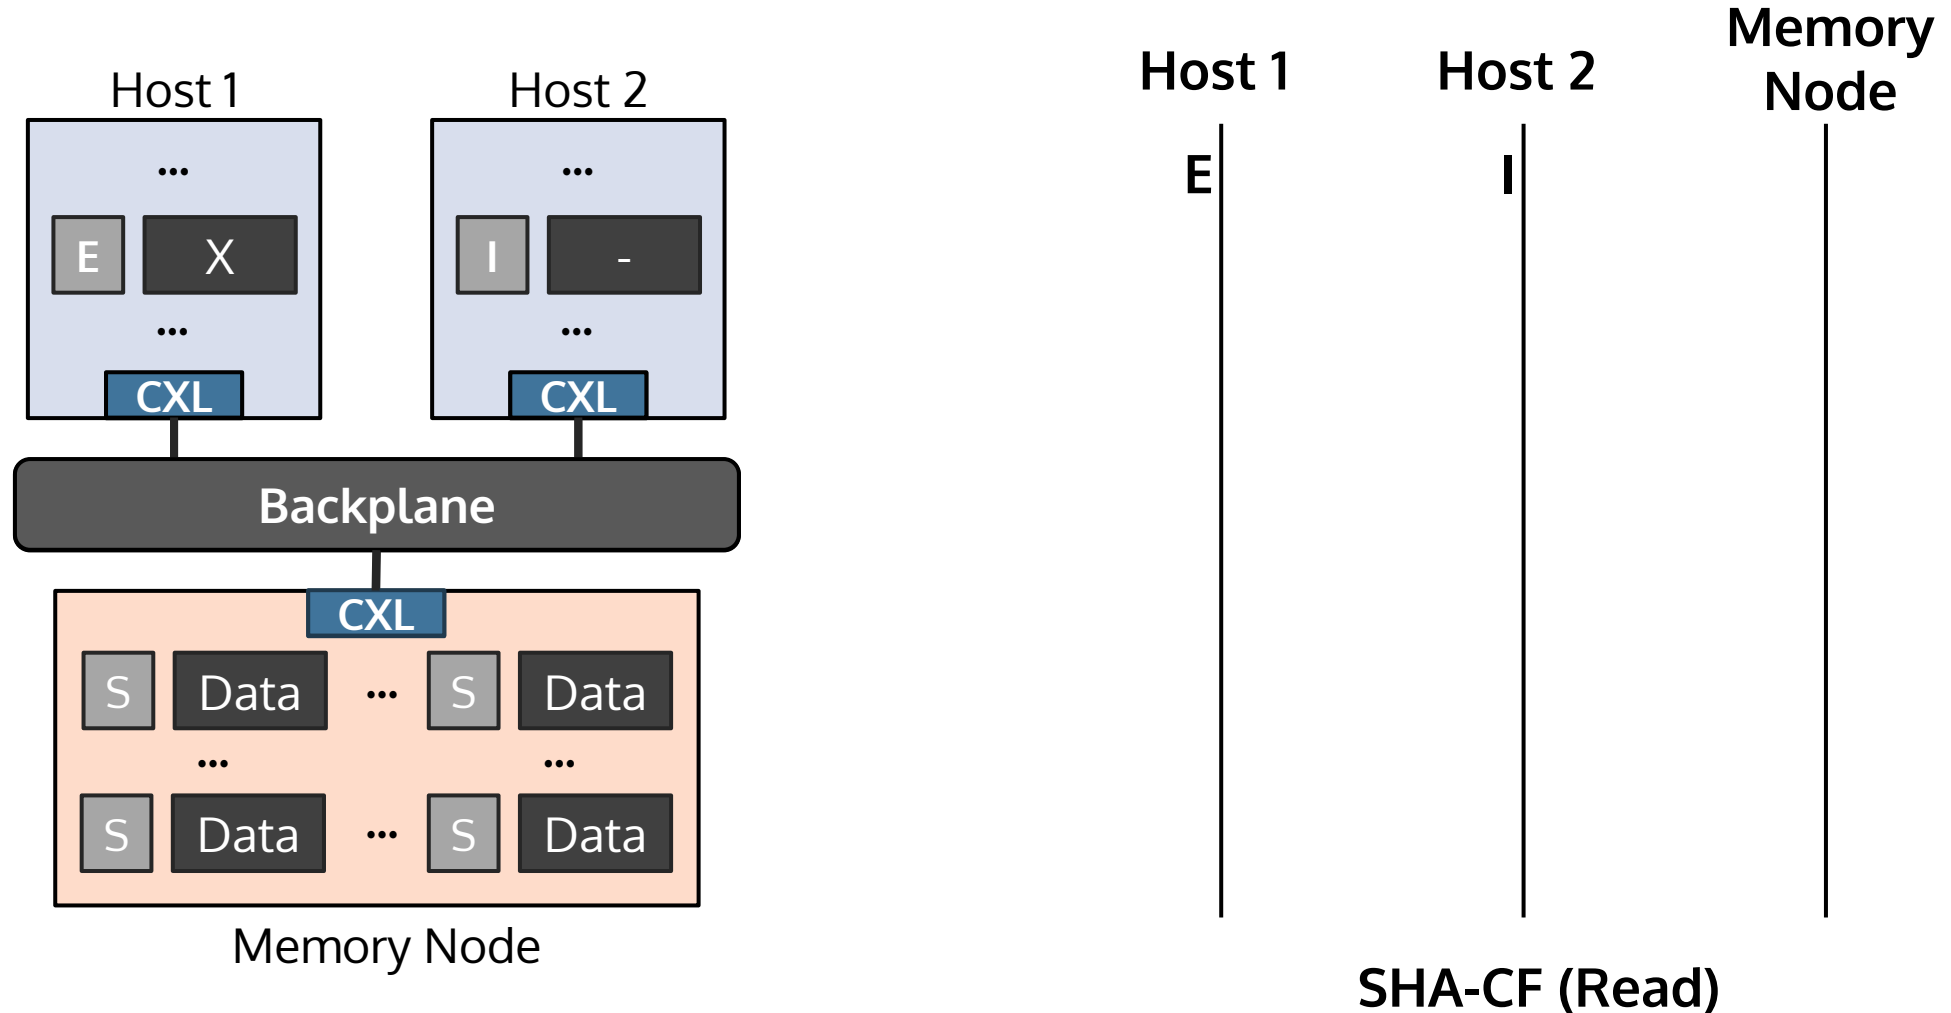 Host 1
Host 2
...
...
E
X
I
-
...
...
CXL
CXL
Backplane
CXL
S
Data
...
S
Data
...
...
S
Data
...
S
Data
Memory Node
Host 1
Host 2
Memory
Node
E
I
SHA-CF (Read)